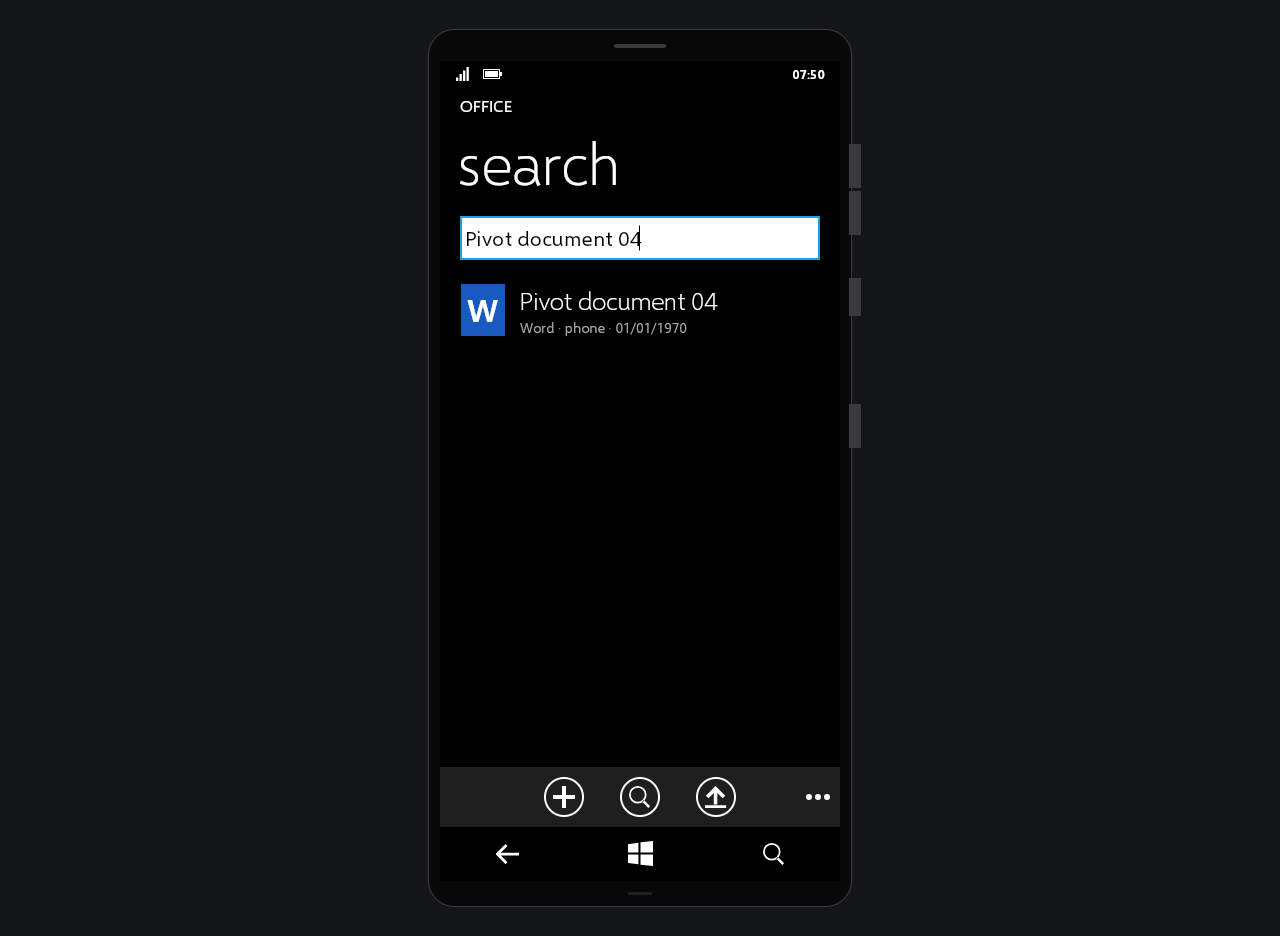 07:50
OFFICE
search
Pivot document 04
W
Pivot document 04
Word · phone · 01/01/1970